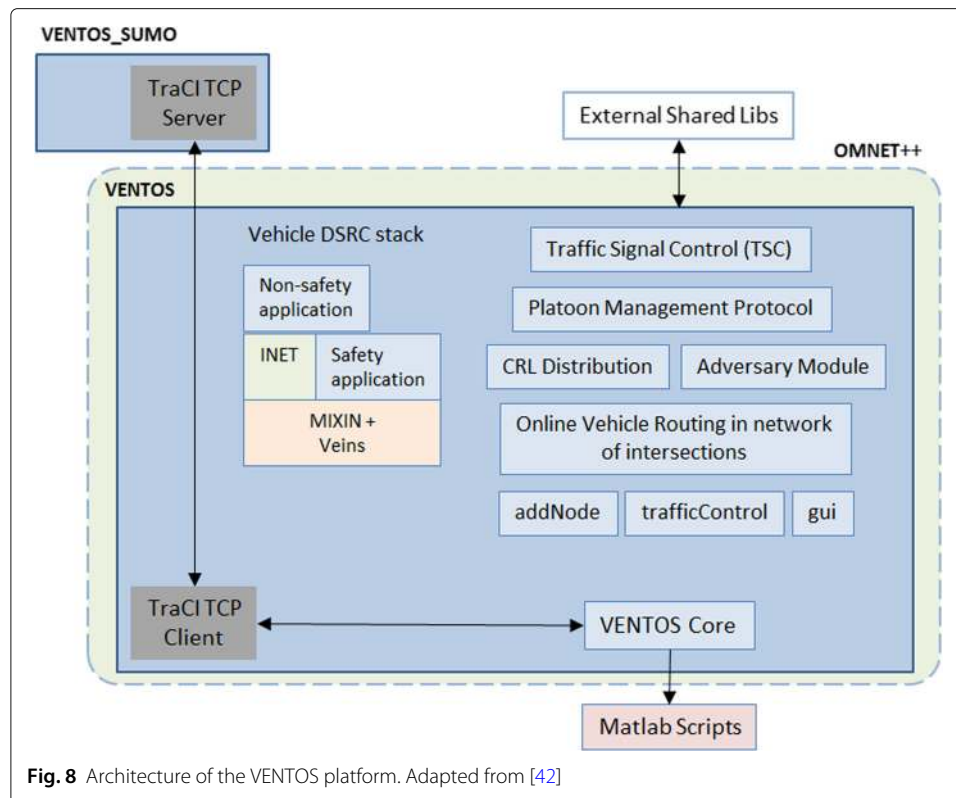 VENTOS_SUMO
TraCI TCP
Server
External Shared Libs
OMNET++
VENTOS
Vehicle DSRC stack
Non-safety
application
INET
Safety
application
MIXIN +
Veins
Traffic Signal Control (TSC)
Platoon Management Protocol
CRL Distribution
Adversary Module
Online Vehicle Routing in network
of intersections
addNode
trafficControl
gui
TraCI TCP
Client
VENTOS Core
Matlab Scripts
Fig. 8 Architecture of the VENTOS platform. Adapted from [42]